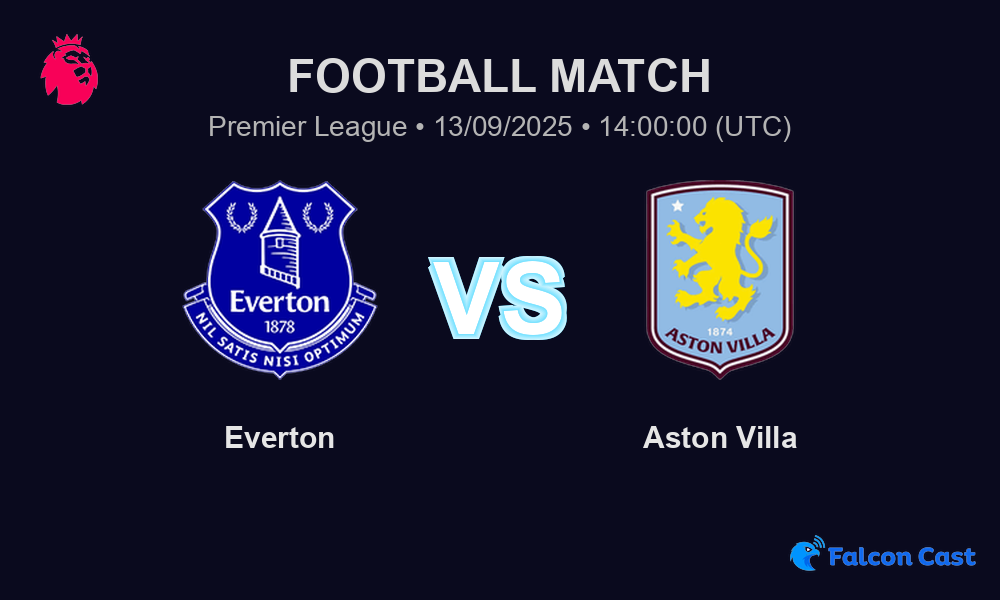 FOOTBALL MATCH
Premier League • 13/09/2025 • 14:00:00 (UTC)
Everton
1878
NIL SATIS NISI OPTIMUM
VS
1874
ASTON VILLA
Everton
Aston Villa
Falcon Cast